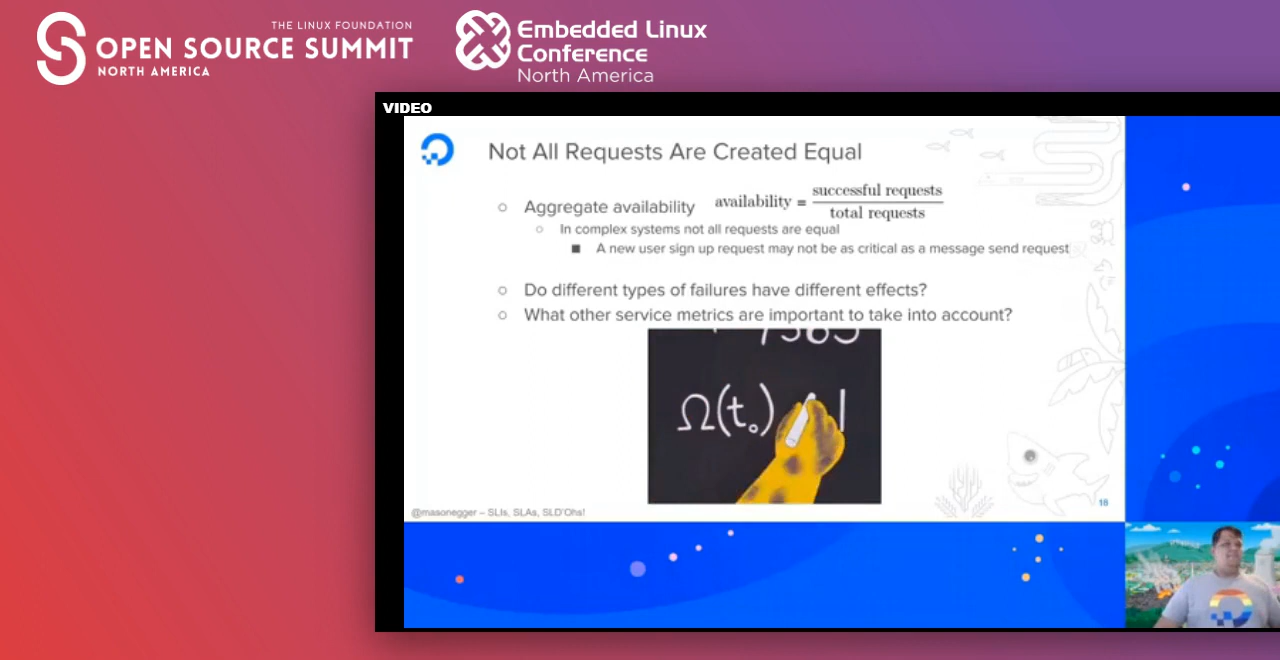 THE LINUX FOUNDATION
OPEN SOURCE SUMMIT
NORTH AMERICA
Embedded Linux
Conference
North America
VIDEO
Not All Requests Are Created Equal
Aggregate availability
availability = successful requests / total requests
In complex systems not all requests are equal
A new user sign up request may not be as critical as a message send request
Do different types of failures have different effects?
What other service metrics are important to take into account?
Ω(t₀)
@masonegger – SLIs, SLAs, SLD'Ohs!
18